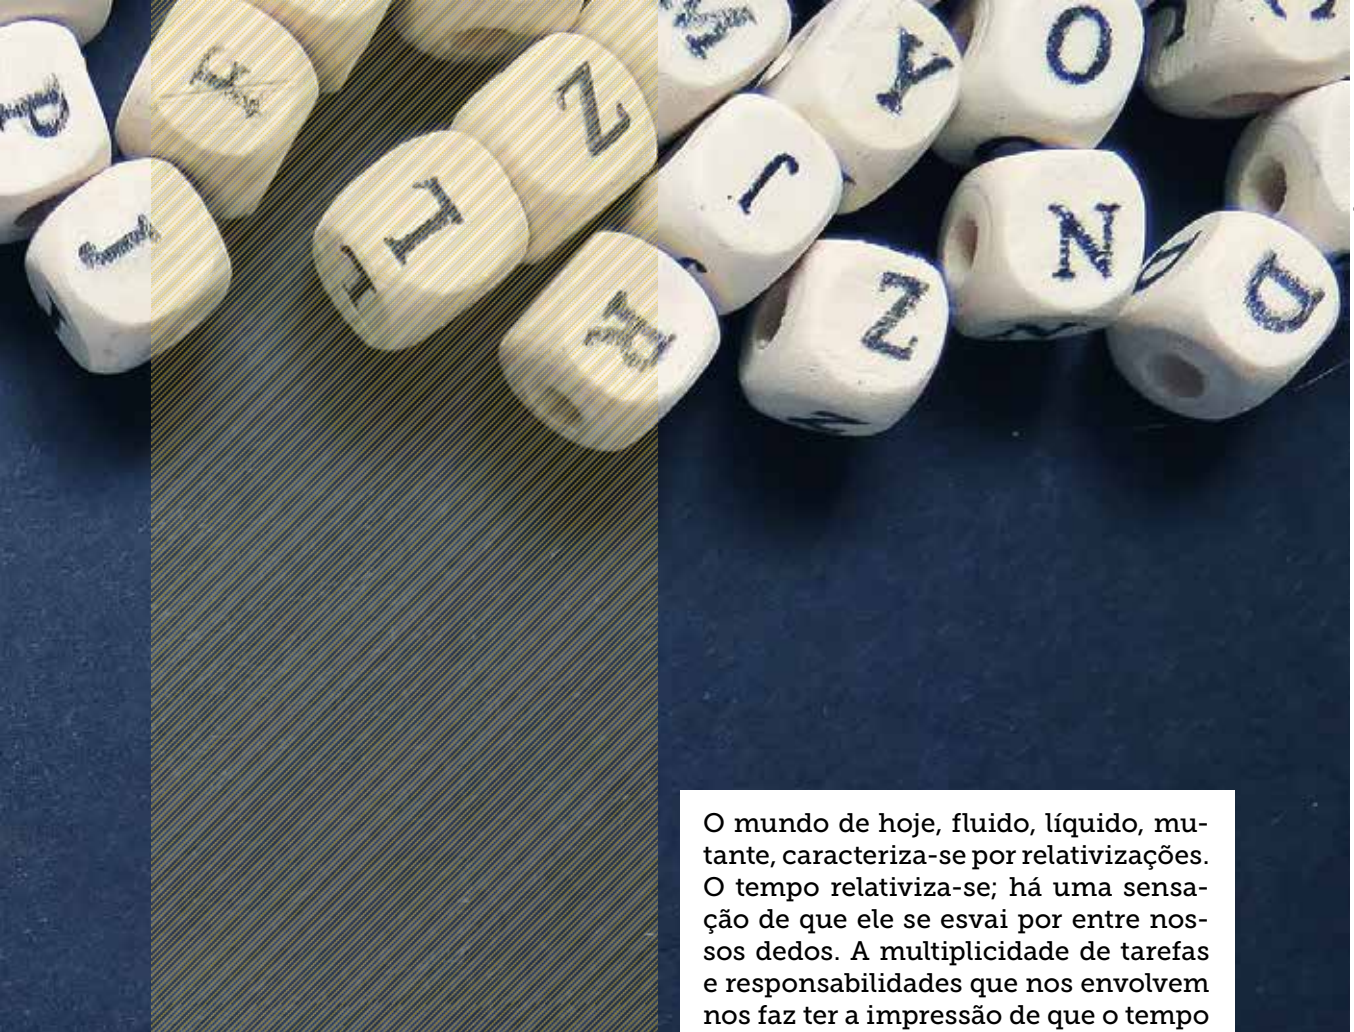 M
Y
O
P
K
Z
J
J
L
N
D
R
Z
O mundo de hoje, fluido, líquido, mu-
tante, caracteriza-se por relativizações.
O tempo relativiza-se; há uma sensa-
ção de que ele se esvai por entre nos-
sos dedos. A multiplicidade de tarefas
e responsabilidades que nos envolvem
nos faz ter a impressão de que o tempo